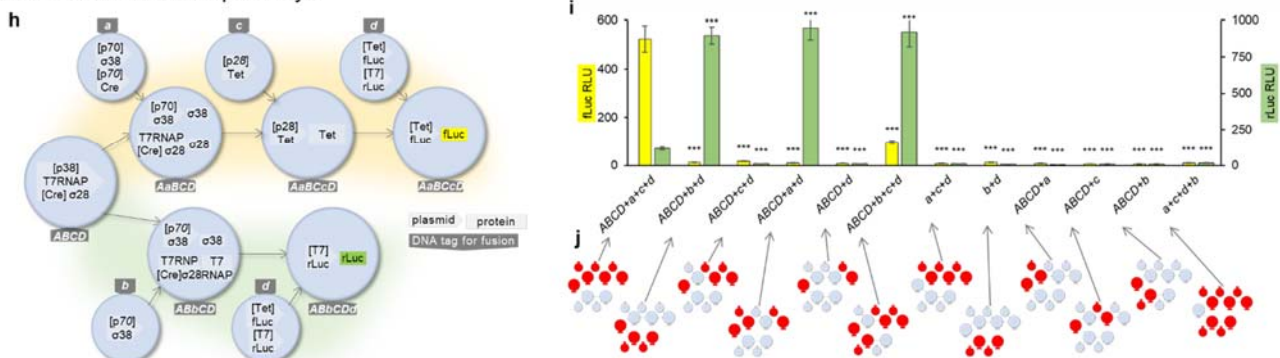 h
a
[p70]
σ38
[p70]
Cre
c
[p28]
Tet
d
[Tet]
fLuc
[T7]
rLuc
[p70]
σ38 σ38
T7RNAP
[Cre] σ28 σ28
AaBCD
[p28] Tet
Tet
AaBCcD
[Tet] fLuc
fLuc
AaBCcD
[p38]
T7RNAP
[Cre] σ28
ABCD
[p70]
σ38 σ38
T7RNP T7
[Cre]σ28RNAP
ABbCD
[T7] rLuc
rLuc
ABbCDd
b
[p70]
σ38
d
[Tet]
fLuc
[T7]
rLuc
plasmid protein
DNA tag for fusion
i
fLuc RLU
600
400
200
0
rLuc RLU
1000
750
500
250
0
*** *** *** *** *** *** *** *** *** *** *** *** *** *** *** *** *** *** *** *** *** ***
ABCD+a+c+d
ABCD+b+d
ABCD+c+d
ABCD+a+d
ABCD+d
ABCD+b+c+d
a+c+d
b+d
ABCD+a
ABCD+c
ABCD+b
a+c+d+b
j